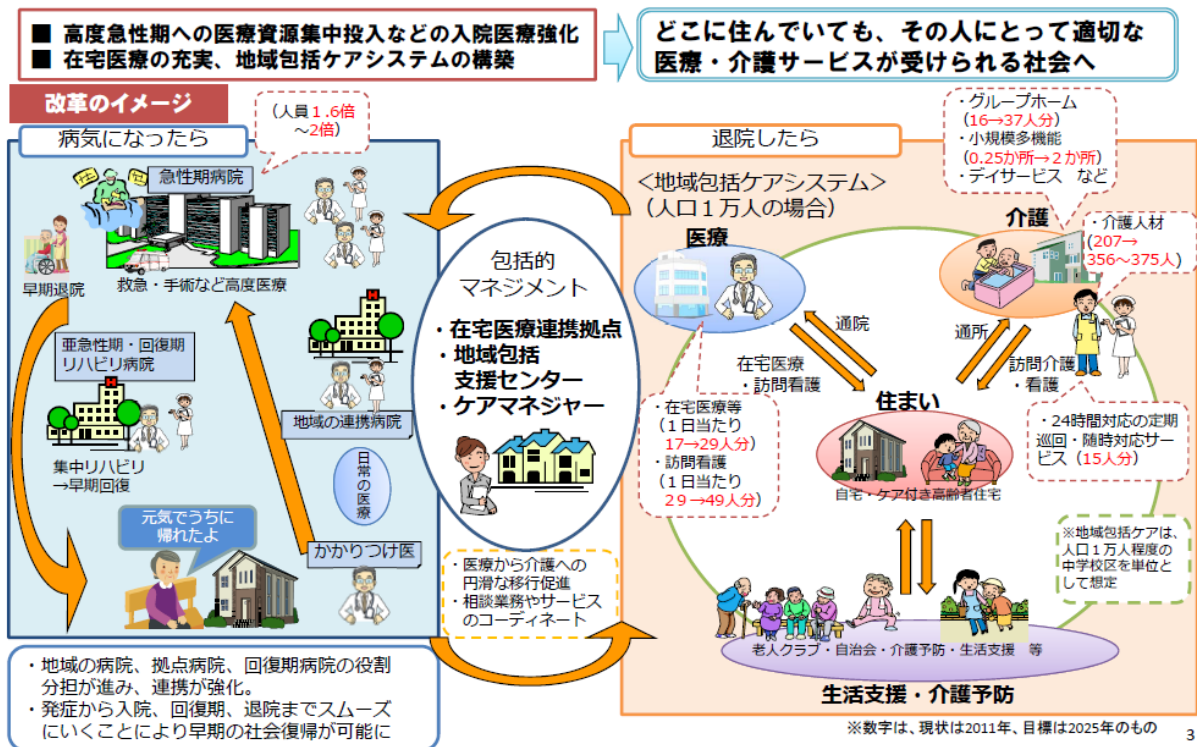 ■ 高度急性期への医療資源集中投入などの入院医療強化
■ 在宅医療の充実、地域包括ケアシステムの構築
どこに住んでいても、その人にとって適切な
医療・介護サービスが受けられる社会へ
改革のイメージ
病気になったら
(人員１.6倍
～2倍)
急性期病院
早期退院
救急・手術など高度医療
亜急性期・回復期
リハビリ病院
地域の連携病院
集中リハビリ
→早期回復
日常の医療
元気でうちに
帰れたよ
かかりつけ医
・地域の病院、拠点病院、回復期病院の役割
分担が進み、連携が強化。
・発症から入院、回復期、退院までスムーズ
にいくことにより早期の社会復帰が可能に
包括的
マネジメント
・在宅医療連携拠点
・地域包括
支援センター
・ケアマネジャー
・医療から介護への
円滑な移行促進
・相談業務やサービス
のコーディネート
退院したら
＜地域包括ケアシステム＞
(人口１万人の場合)
・グループホーム
(16→37人分)
・小規模多機能
(0.25か所→２か所)
・デイサービス など
医療
介護
・介護人材
(207→
356～375人)
通院
通所
在宅医療
・訪問看護
訪問介護
・看護
・在宅医療等
(１日当たり
17→29人分)
・訪問看護
(１日当たり
２９→49人分)
住まい
・24時間対応の定期
巡回・随時対応サー
ビス（15人分）
自宅・ケア付き高齢者住宅
※地域包括ケアは、
人口１万人程度の
中学校区を単位と
して想定
老人クラブ・自治会・介護予防・生活支援 等
生活支援・介護予防
※数字は、現状は2011年、目標は2025年のもの
3